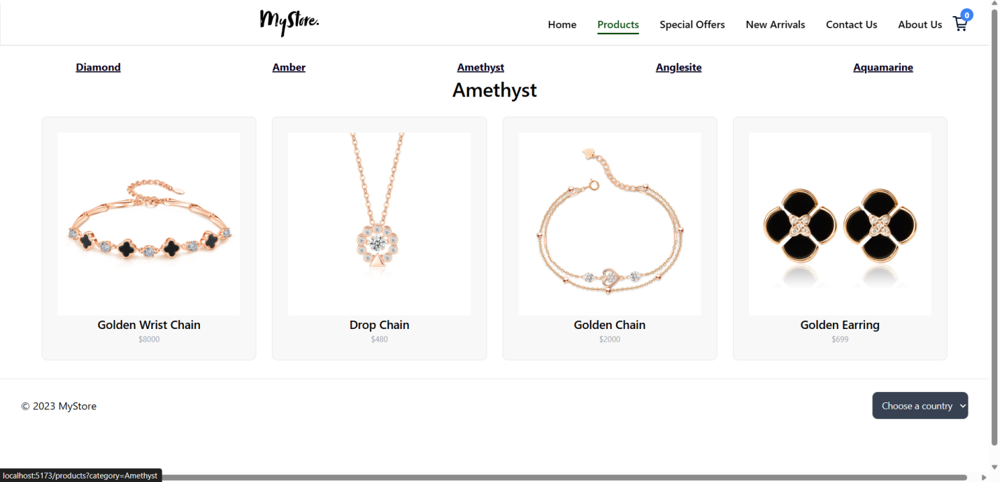 MyStore.
Home Products Special Offers New Arrivals Contact Us About Us 0
Diamond Amber Amethyst Anglesite Aquamarine
Amethyst
Golden Wrist Chain Drop Chain Golden Chain Golden Earring
$8000 $480 $2000 $699
© 2023 MyStore Choose a country
localhost:5173/products?category=Amethyst